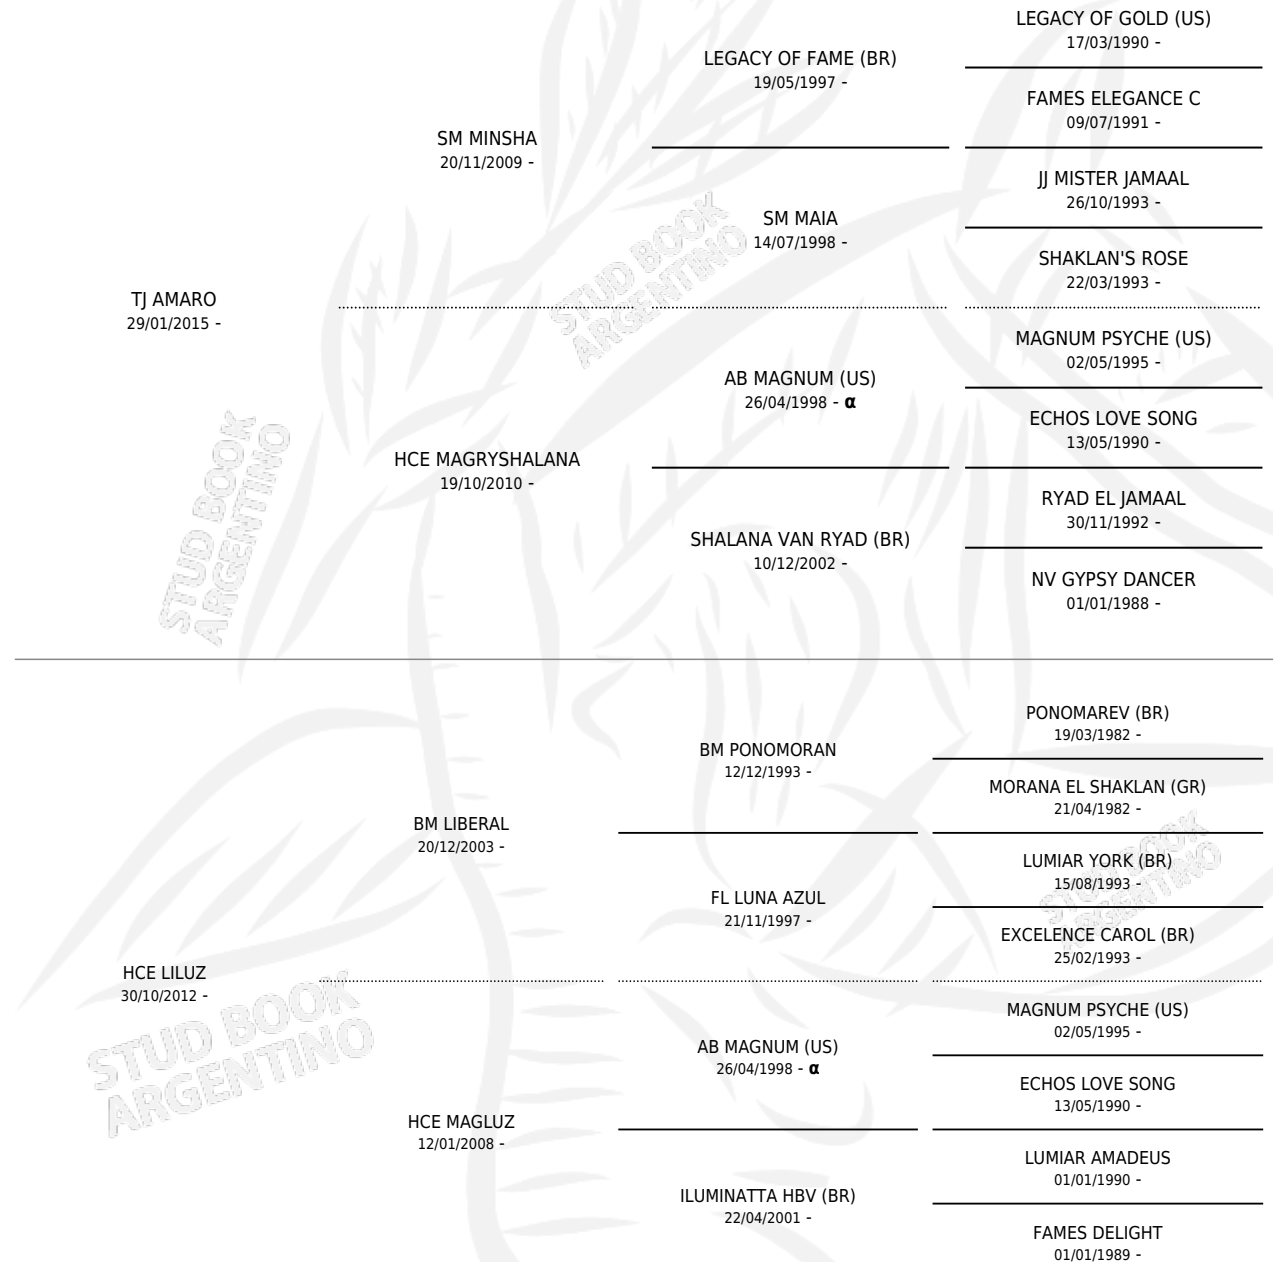 LEGACY OF GOLD (US)
17/03/1990 -
LEGACY OF FAME (BR)
19/05/1997 -
FAMES ELEGANCE C
09/07/1991 -
SM MINSHA
20/11/2009 -
JJ MISTER JAMAAL
26/10/1993 -
SM MAIA
14/07/1998 -
SHAKLAN'S ROSE
22/03/1993 -
STUD BOOK
ARGENTINO
TJ AMARO
29/01/2015 -
MAGNUM PSYCHE (US)
02/05/1995 -
AB MAGNUM (US)
26/04/1998 - α
ECHOS LOVE SONG
13/05/1990 -
HCE MAGRYSHALANA
19/10/2010 -
RYAD EL JAMAAL
30/11/1992 -
SHALANA VAN RYAD (BR)
10/12/2002 -
NV GYPSY DANCER
01/01/1988 -
STUD BOOK
ARGENTINO
PONOMAREV (BR)
19/03/1982 -
BM PONOMORAN
12/12/1993 -
MORANA EL SHAKLAN (GR)
21/04/1982 -
BM LIBERAL
20/12/2003 -
LUMIAR YORK (BR)
15/08/1993 -
FL LUNA AZUL
21/11/1997 -
EXCELENCE CAROL (BR)
25/02/1993 -
STUD BOOK
ARGENTINO
HCE LILUZ
30/10/2012 -
MAGNUM PSYCHE (US)
02/05/1995 -
AB MAGNUM (US)
26/04/1998 - α
ECHOS LOVE SONG
13/05/1990 -
STUD BOOK
ARGENTINO
HCE MAGLUZ
12/01/2008 -
LUMIAR AMADEUS
01/01/1990 -
ILUMINATTA HBV (BR)
22/04/2001 -
FAMES DELIGHT
01/01/1989 -